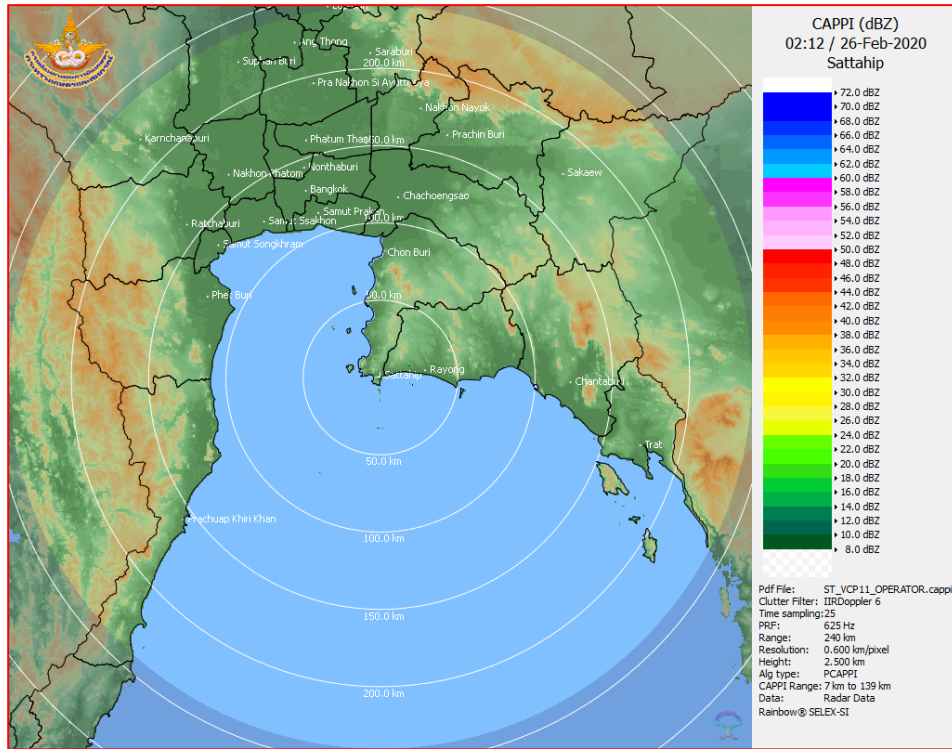 Ang Thong
Saraburi
Suphan Buri
200.0 km
Pra Nakhon Si Ayutthaya
Nakhon Nayok
Karnchanaburi
Phatum Thani
150.0 km
Prachin Buri
Nonthaburi
Nakhon Phatom
Sakaew
Bangkok
Chachoengsao
Samut Prakan
Ratchaburi
Samut Ssakhon
100.0 km
Samut Songkhram
Chon Buri
Phet Buri
50.0 km
Sattahip
Rayong
Chantaburi
Trat
50.0 km
Prachuap Khiri Khan
100.0 km
150.0 km
200.0 km
CAPPI (dBZ)
02:12 / 26-Feb-2020
Sattahip
72.0 dBZ
70.0 dBZ
68.0 dBZ
66.0 dBZ
64.0 dBZ
62.0 dBZ
60.0 dBZ
58.0 dBZ
56.0 dBZ
54.0 dBZ
52.0 dBZ
50.0 dBZ
48.0 dBZ
46.0 dBZ
44.0 dBZ
42.0 dBZ
40.0 dBZ
38.0 dBZ
36.0 dBZ
34.0 dBZ
32.0 dBZ
30.0 dBZ
28.0 dBZ
26.0 dBZ
24.0 dBZ
22.0 dBZ
20.0 dBZ
18.0 dBZ
16.0 dBZ
14.0 dBZ
12.0 dBZ
10.0 dBZ
8.0 dBZ
Pdf File: ST_VCP11_OPERATOR.cappi
Clutter Filter: IIRDoppler 6
Time sampling:25
PRF: 625 Hz
Range: 240 km
Resolution: 0.600 km/pixel
Height: 2.500 km
Alg type: PCAPPI
CAPPI Range: 7 km to 139 km
Data: Radar Data
Rainbow® SELEX-SI